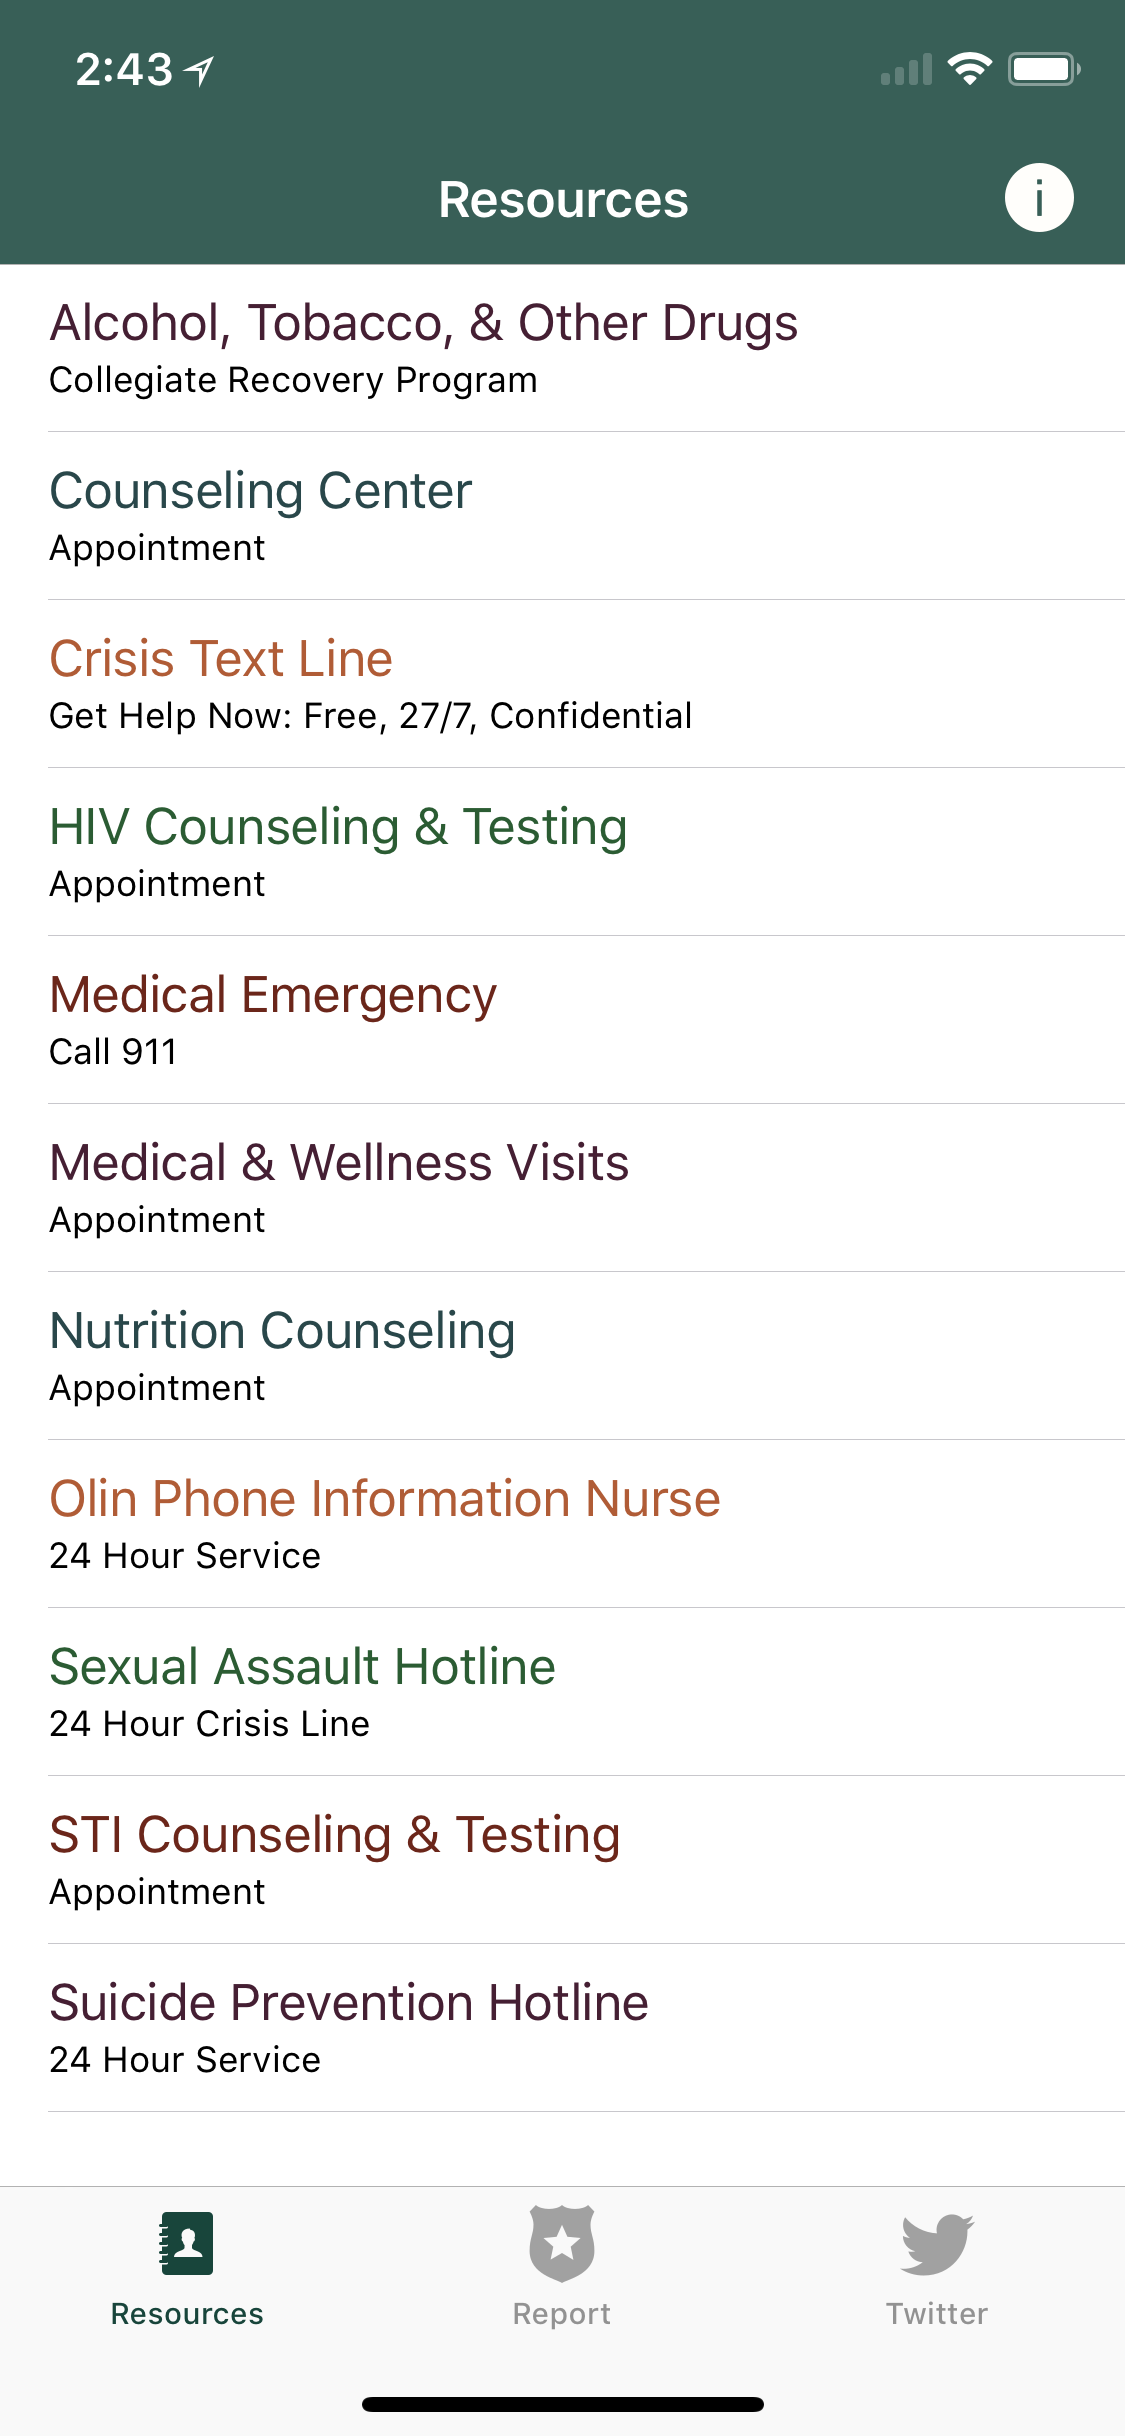 2:43
Resources
i
Alcohol, Tobacco, & Other Drugs
Collegiate Recovery Program
Counseling Center
Appointment
Crisis Text Line
Get Help Now: Free, 27/7, Confidential
HIV Counseling & Testing
Appointment
Medical Emergency
Call 911
Medical & Wellness Visits
Appointment
Nutrition Counseling
Appointment
Olin Phone Information Nurse
24 Hour Service
Sexual Assault Hotline
24 Hour Crisis Line
STI Counseling & Testing
Appointment
Suicide Prevention Hotline
24 Hour Service
Resources
Report
Twitter